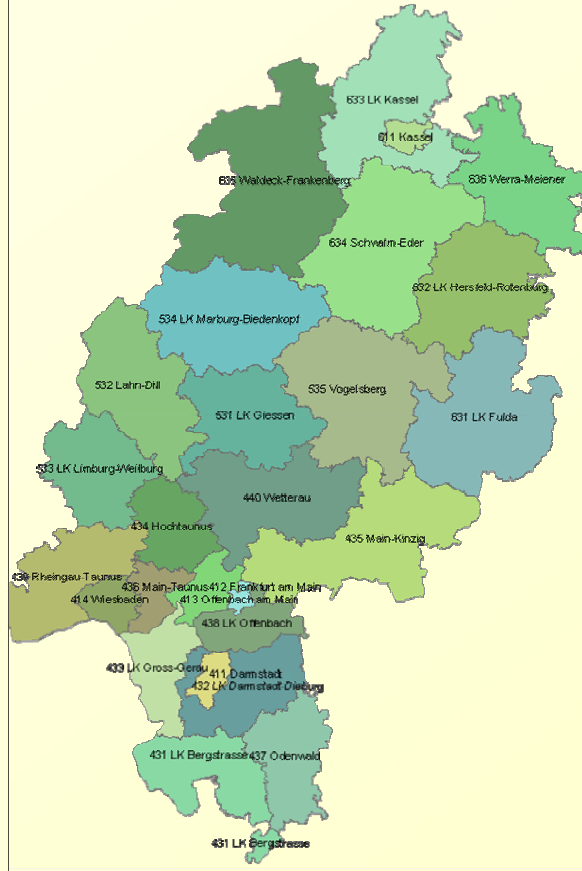 633 LK Kassel
611 Kassel
635 Waldeck-Frankenberg
636 Werra-Meiener
634 Schwalm-Eder
632 LK Hersfeld-Rotenburg
534 LK Marburg-Biedenkopf
532 Lahn-Dill
535 Vogelsberg
531 LK Giessen
631 LK Fulda
533 LK Limburg-Weilburg
440 Wetterau
434 Hochtaunus
435 Main-Kinzig
439 Rheingau-Taunus
436 Main-Taunus
412 Frankfurt am Main
414 Wiesbaden
413 Offenbach am Main
438 LK Offenbach
433 LK Gross-Gerau
411 Darmstadt
432 LK Darmstadt Dieburg
431 LK Bergstrasse
437 Odenwald
431 LK Bergstrasse